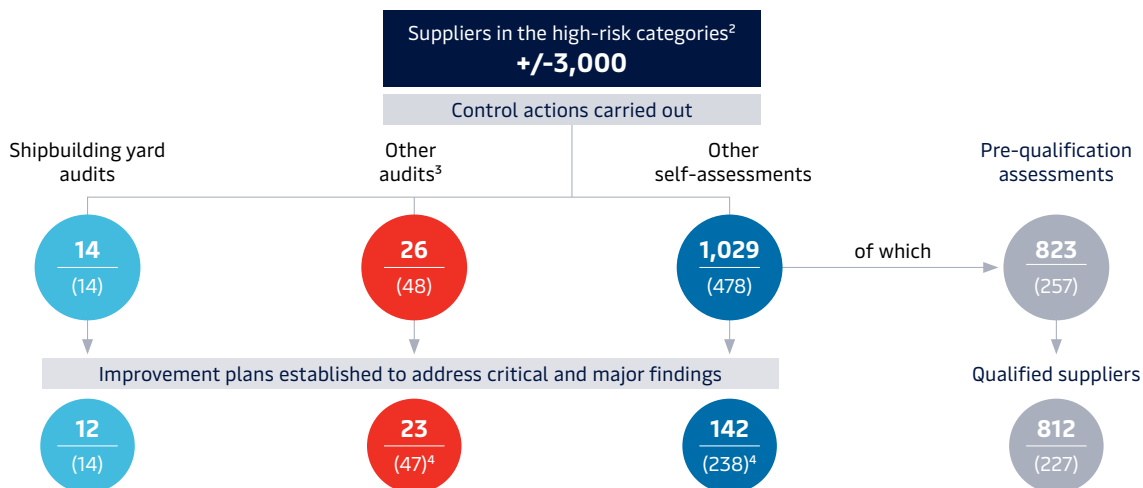 Suppliers in the high-risk categories²
+/-3,000
Control actions carried out
Shipbuilding yard
audits
Other
audits³
Other
self-assessments
Pre-qualification
assessments
14
(14)
26
(48)
1,029
(478)
of which
823
(257)
Improvement plans established to address critical and major findings
Qualified suppliers
12
(14)
23
(47)⁴
142
(238)⁴
812
(227)